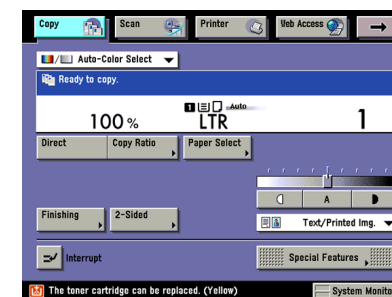 Copy Scan Printer Web Access
Auto-Color Select
Ready to copy.
1 Auto
100 % LTR 1
Direct Copy Ratio Paper Select
A
Finishing 2-Sided
Text/Printed Img.
Interrupt Special Features
The toner cartridge can be replaced. (Yellow) System Monito